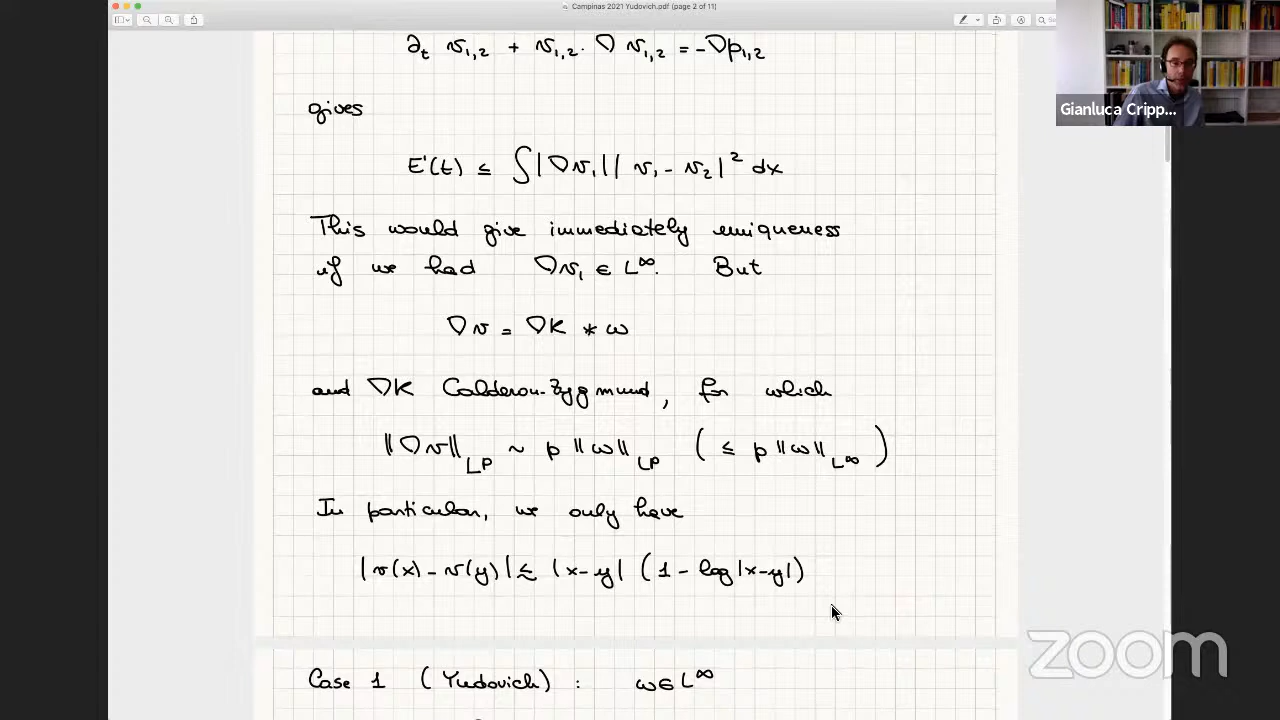 Campinas 2021 Yudovich.pdf (page 2 of 11)
∂t v1,2 + v1,2 · ∇ v1,2 = -∇p1,2
gives
E'(t) ≤ ∫ |∇v1| | v1 - v2 |² dx
This would give immediately uniqueness
if we had ∇v1 ∈ L∞. But
∇v = ∇K * ω
and ∇K Calderon-Zygmund, for which
‖∇v‖Lp ~ p ‖ω‖Lp ( ≤ p ‖ω‖L∞ )
In particular, we only have
|v(x) - v(y)| ≲ |x-y| (1 - log|x-y|)
Case 1 (Yudovich) : ω∈L∞
Gianluca Cripp...
zoom